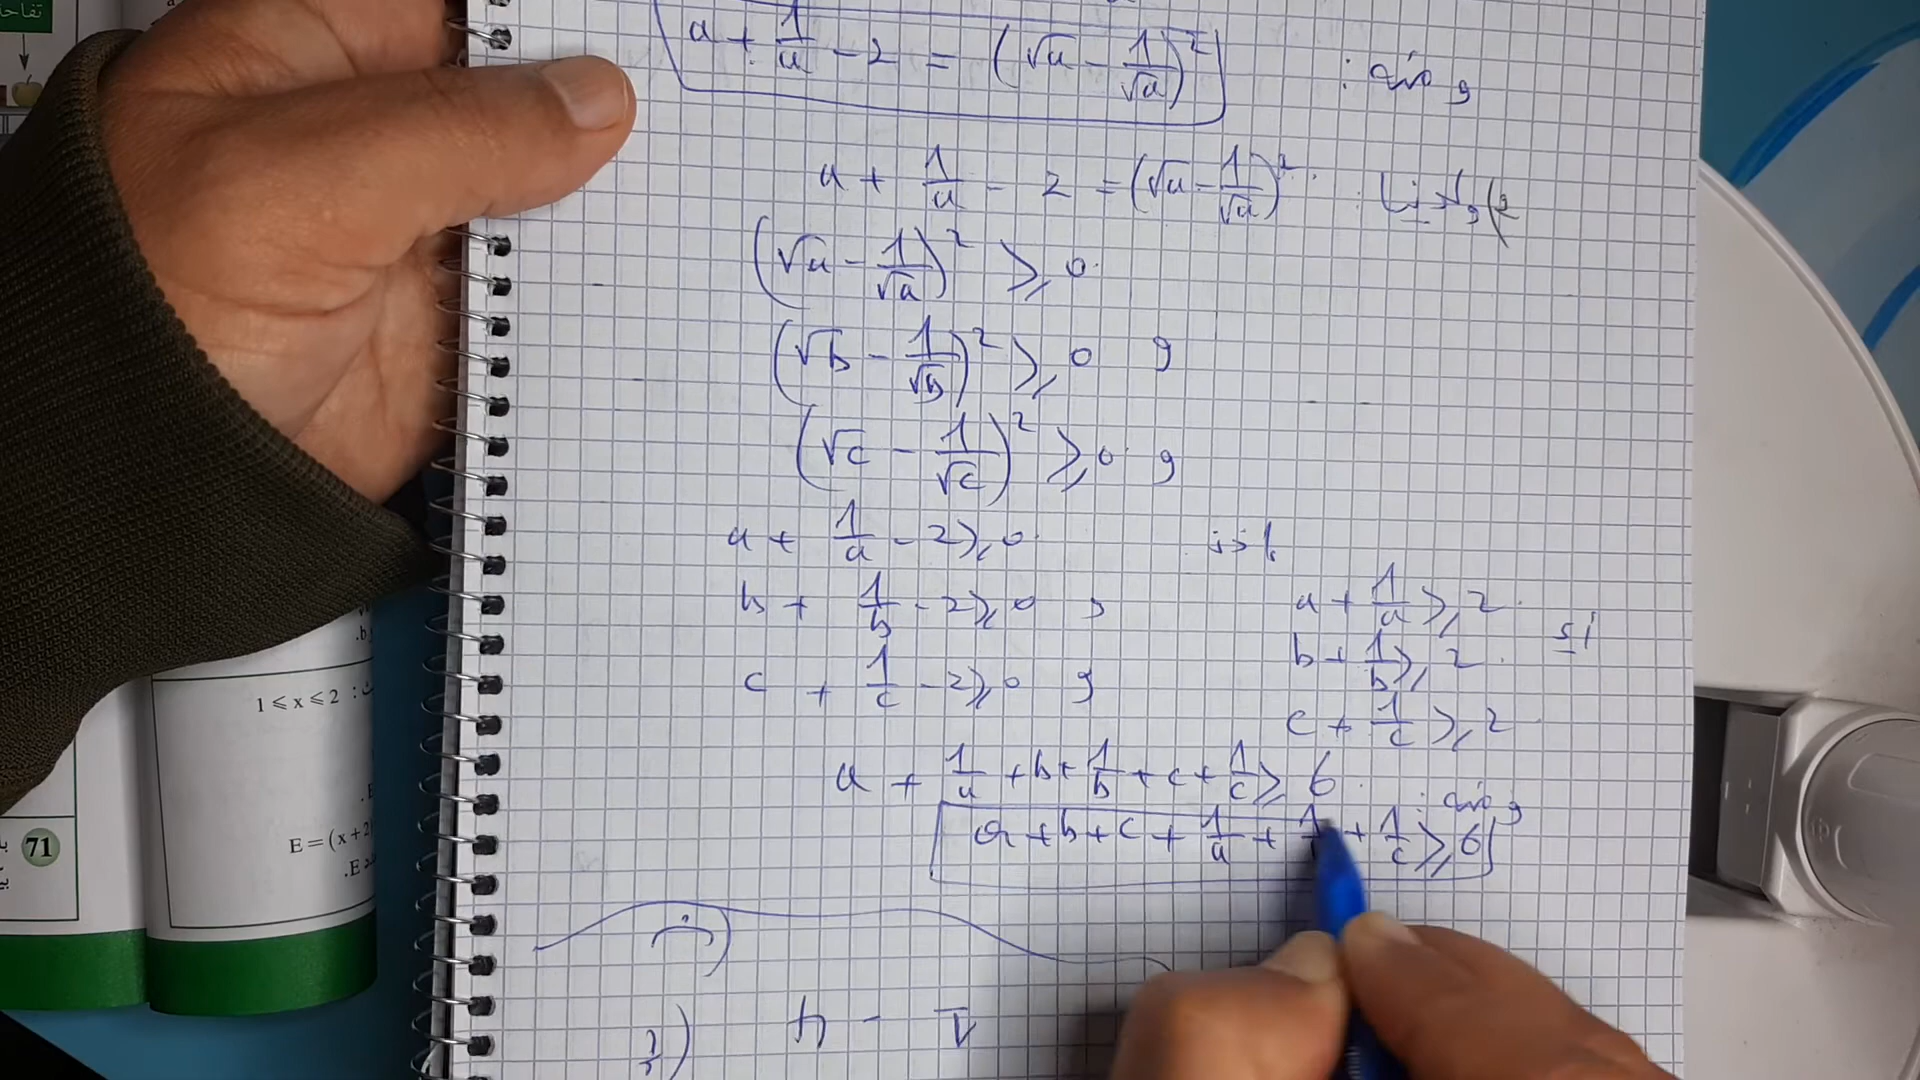 a + 1/a - 2 = (√a - 1/√a)² : ومنه
a + 1/a - 2 = (√a - 1/√a)²
(√a - 1/√a)² ⩾ 0
(√b - 1/√b)² ⩾ 0 و
(√c - 1/√c)² ⩾ 0 و
a + 1/a - 2 ⩾ 0 إذن
b + 1/b - 2 ⩾ 0 و
a + 1/a ⩾ 2
أي
b + 1/b ⩾ 2
c + 1/c - 2 ⩾ 0 و
c + 1/c ⩾ 2
a + 1/a + b + 1/b + c + 1/c ⩾ 6
ومنه :
a + b + c + 1/a + 1/ + 1/c ⩾ 6
تفاحة
1 ⩽ x ⩽ 2 :
E = (x + 2
.E
71